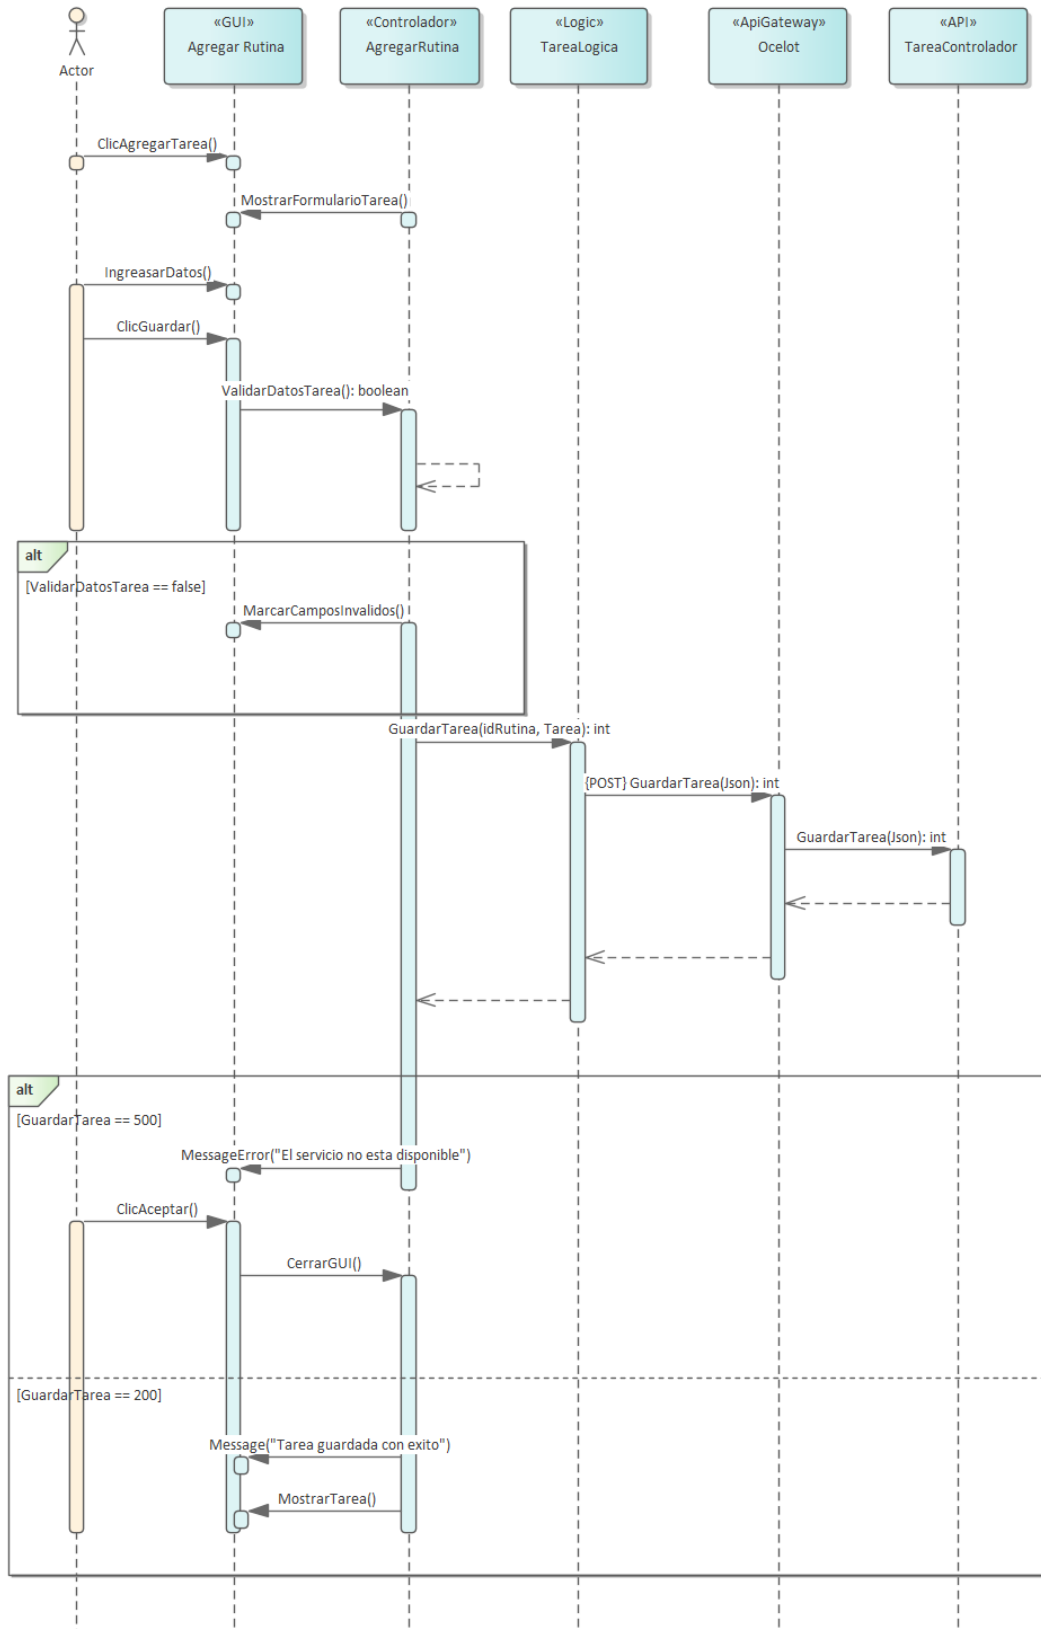 Actor
«GUI»
Agregar Rutina
«Controlador»
AgregarRutina
«Logic»
TareaLogica
«ApiGateway»
Ocelot
«API»
TareaControlador
ClicAgregarTarea()
MostrarFormularioTarea()
IngreasarDatos()
ClicGuardar()
ValidarDatosTarea(): boolean
alt
[ValidarDatosTarea == false]
MarcarCamposInvalidos()
GuardarTarea(idRutina, Tarea): int
{POST} GuardarTarea(Json): int
GuardarTarea(Json): int
alt
[GuardarTarea == 500]
MessageError("El servicio no esta disponible")
ClicAceptar()
CerrarGUI()
[GuardarTarea == 200]
Message("Tarea guardada con exito")
MostrarTarea()